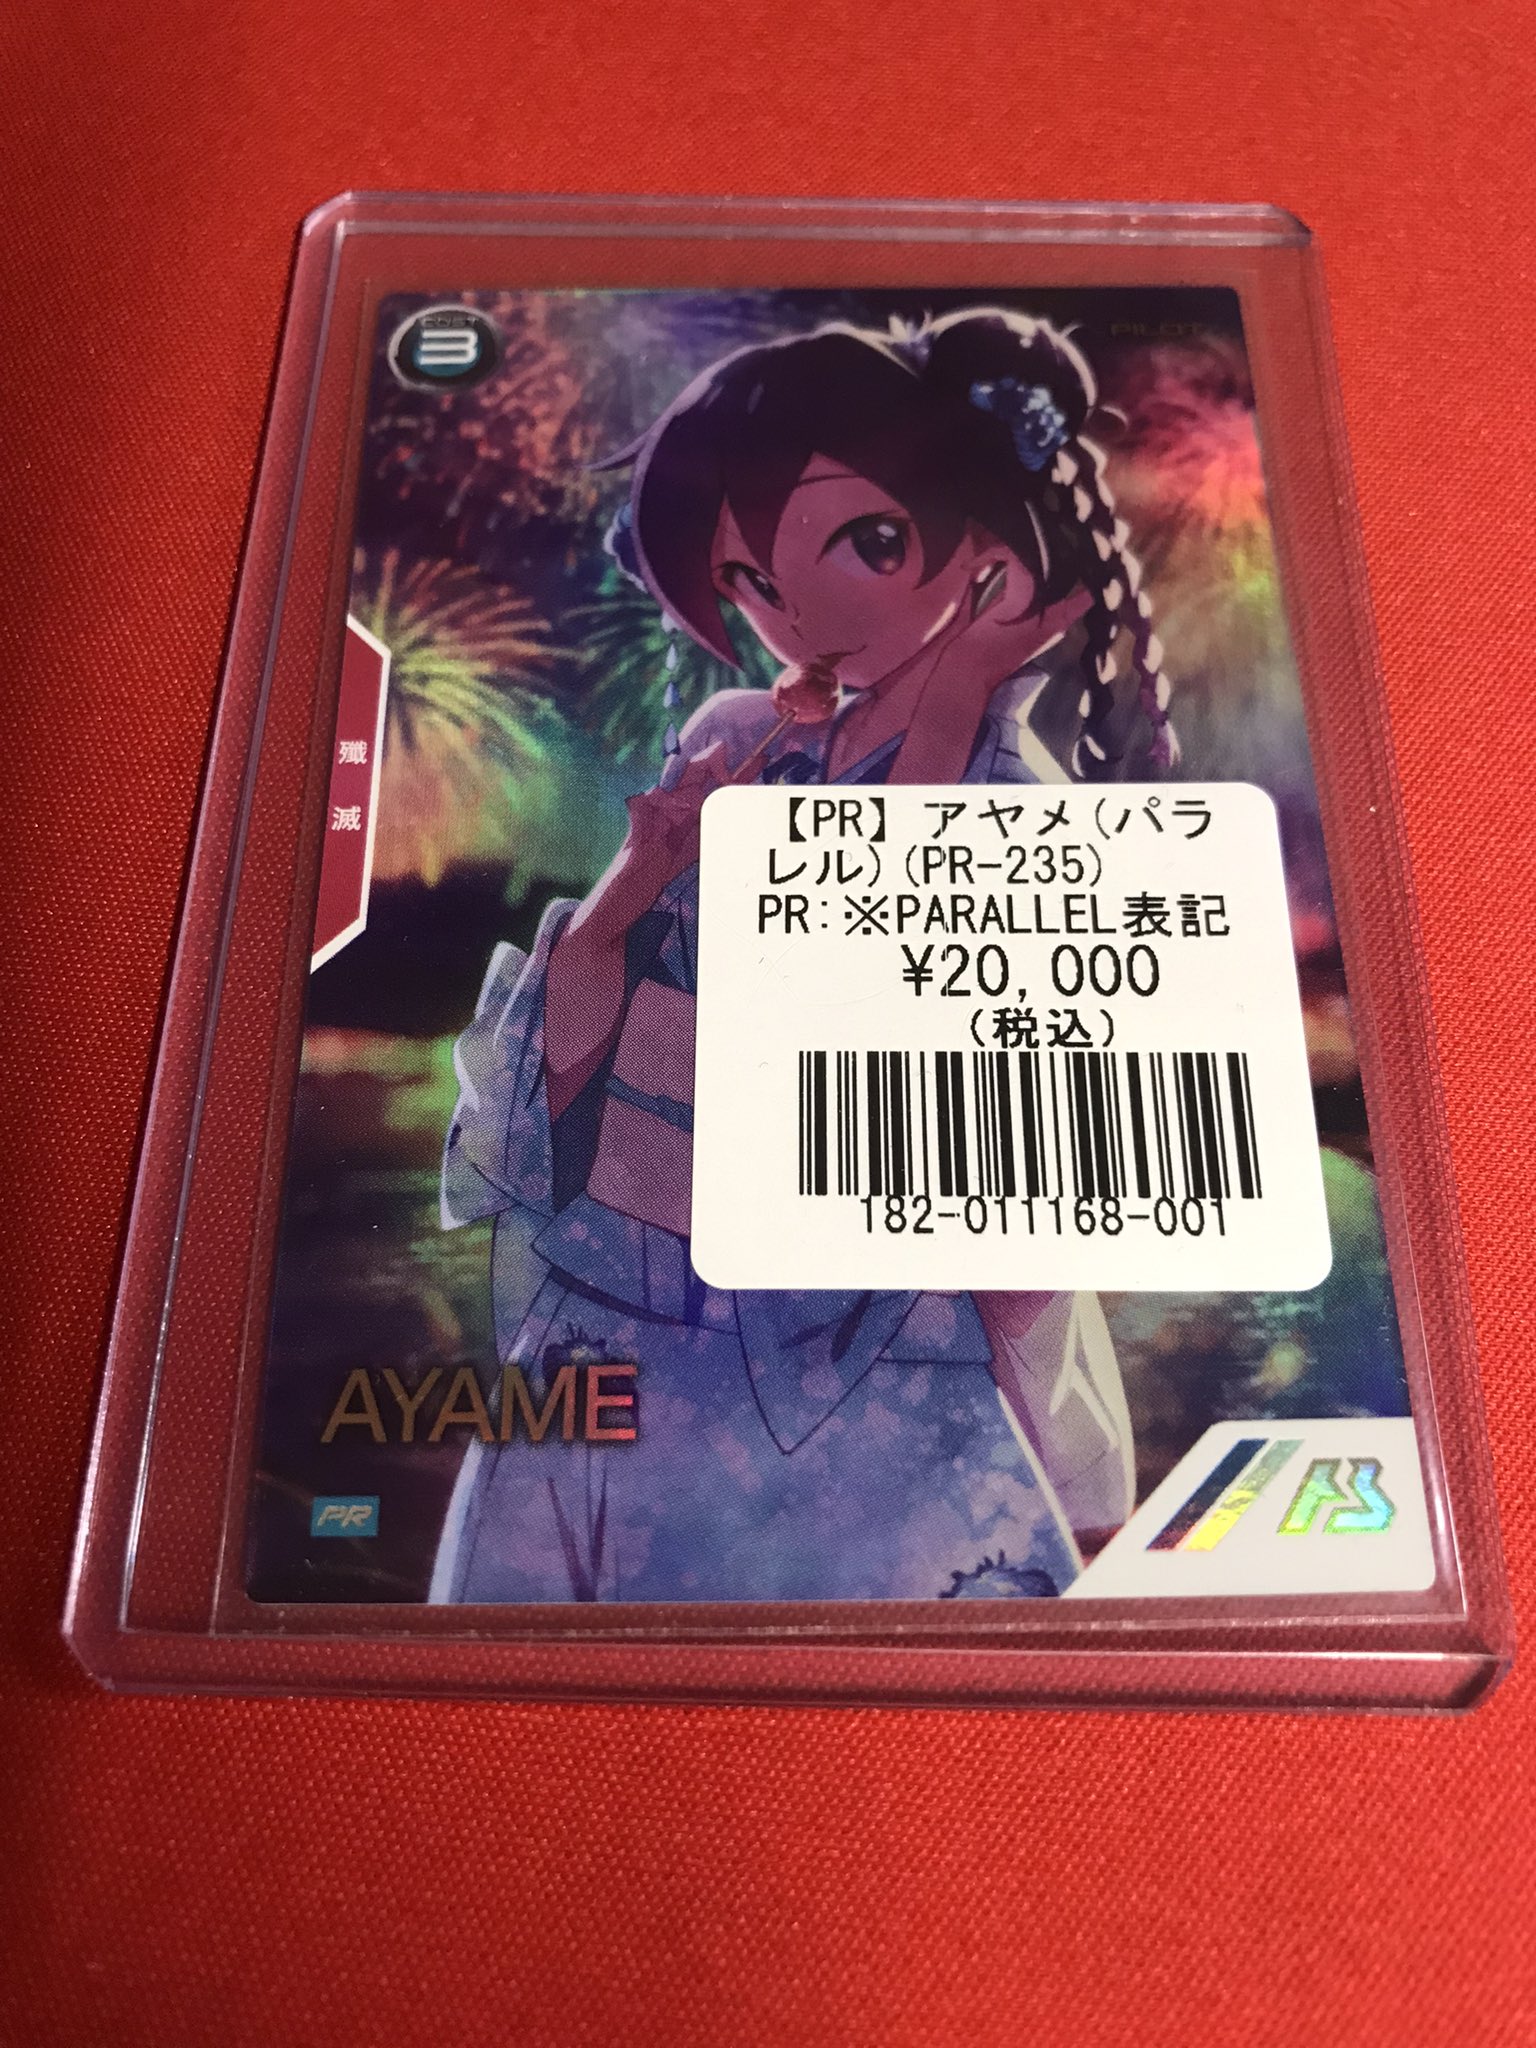 COST
3
PILOT
殲滅
【PR】アヤメ(パラ
レル)(PR-235)
PR:※PARALLEL表記
¥20,000
(税込)
182-011168-001
AYAME
PR